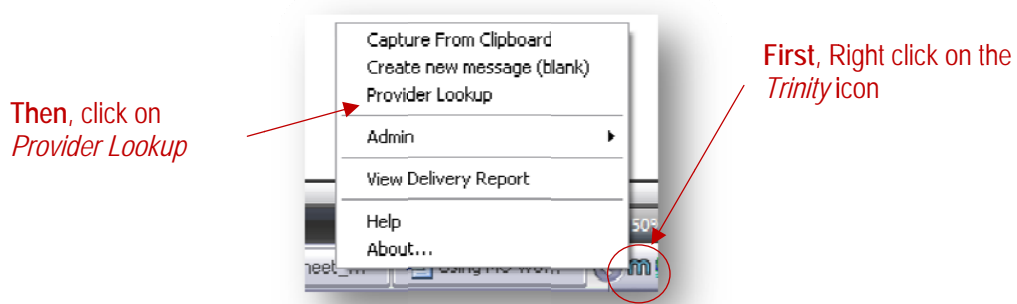 First, Right click on the
Trinity icon
Then, click on
Provider Lookup
Capture From Clipboard
Create new message (blank)
Provider Lookup
Admin
View Delivery Report
Help
About...
50%
m